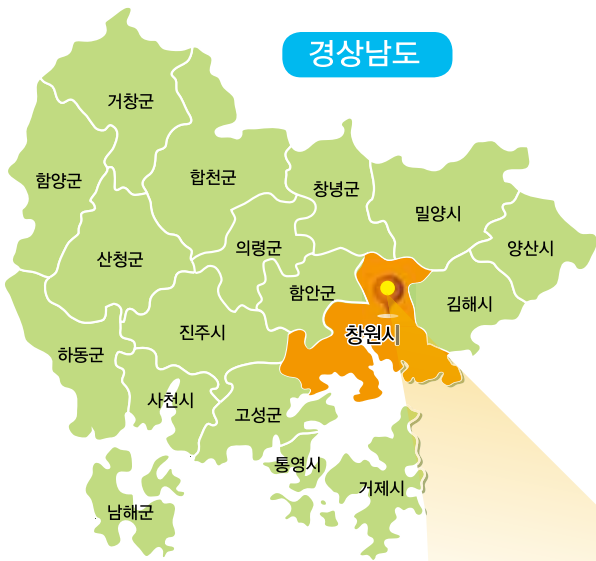 경상남도
거창군
함양군
합천군
창녕군
밀양시
산청군
의령군
양산시
함안군
김해시
진주시
창원시
하동군
사천시
고성군
통영시
거제시
남해군